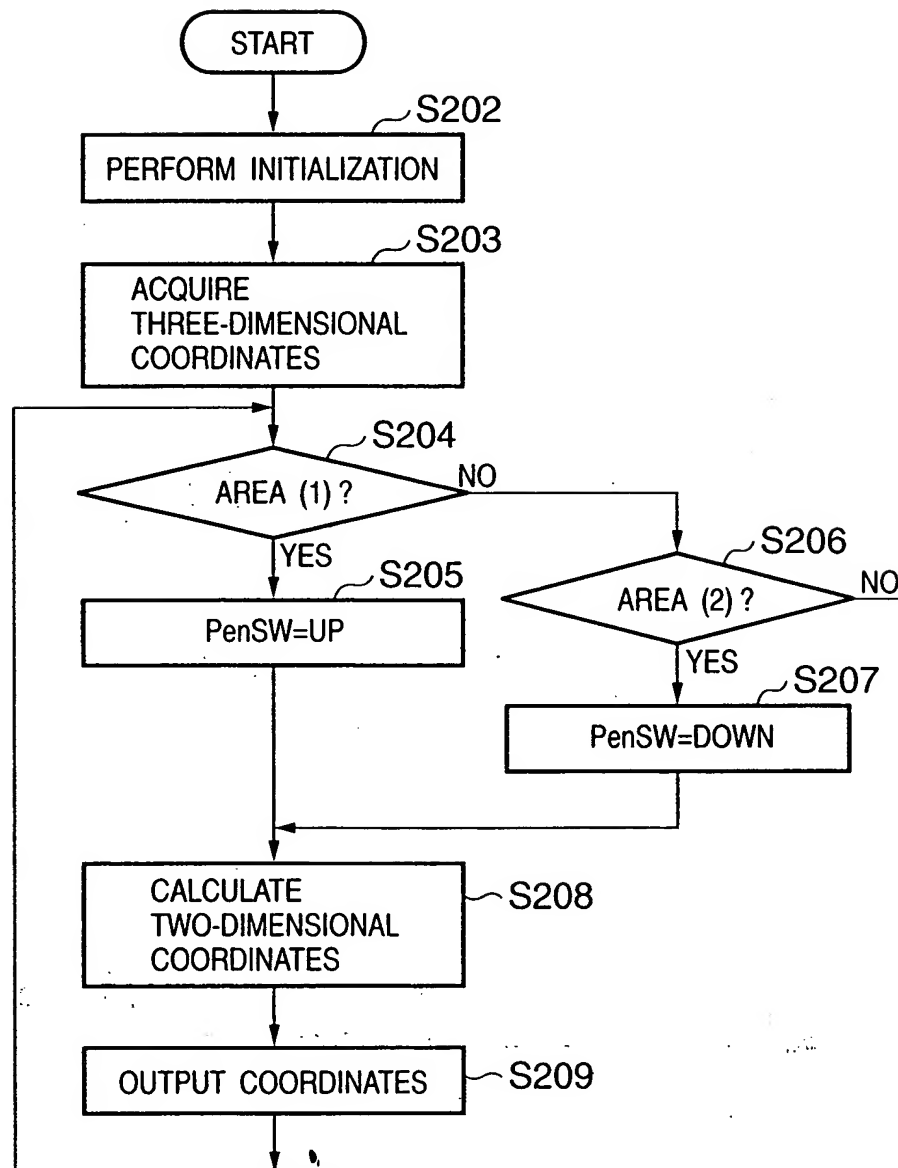 START
S202
PERFORM INITIALIZATION
S203
ACQUIRE
THREE-DIMENSIONAL
COORDINATES
S204
AREA (1) ?
NO
YES
S205
PenSW=UP
S206
AREA (2) ?
NO
YES
S207
PenSW=DOWN
CALCULATE
TWO-DIMENSIONAL
COORDINATES
S208
OUTPUT COORDINATES
S209